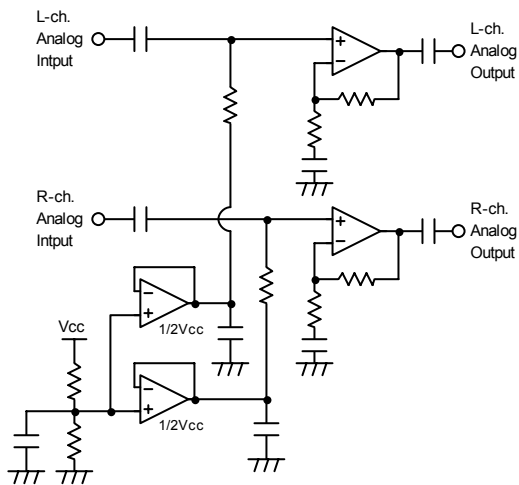 L-ch.
Analog
Intput
L-ch.
Analog
Output
R-ch.
Analog
Intput
R-ch.
Analog
Output
1/2Vcc
Vcc
1/2Vcc